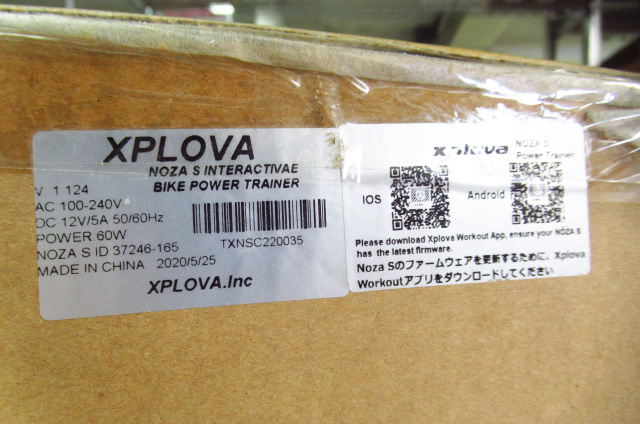 XPLOVA
NOZA S INTERACTIVAE
BIKE POWER TRAINER
V 1.124
AC 100-240V
DC 12V/5A 50/60Hz
POWER 60W
NOZA S ID 37246-165
MADE IN CHINA 2020/5/25
TXNSC220035
XPLOVA.Inc
xplova
NOZA S
Power Trainer
IOS
Android
Please download Xplova Workout App, ensure your NOZA S
has the latest firmware.
Noza Sのファームウェアを更新するために、Xplova
Workoutアプリをダウンロードしてください